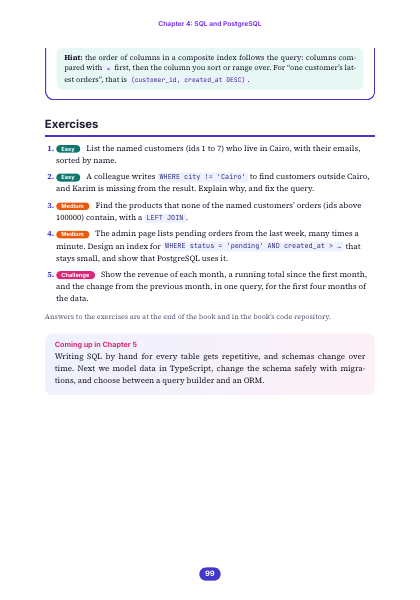 Chapter 4: SQL and PostgreSQL
Hint: the order of columns in a composite index follows the query: columns com-
pared with = first, then the column you sort or range over. For “one customer’s lat-
est orders”, that is (customer_id, created_at DESC).
Exercises
1. Easy List the named customers (ids 1 to 7) who live in Cairo, with their emails,
sorted by name.
2. Easy A colleague writes WHERE city != 'Cairo' to find customers outside Cairo,
and Karim is missing from the result. Explain why, and fix the query.
3. Medium Find the products that none of the named customers’ orders (ids above
100000) contain, with a LEFT JOIN.
4. Medium The admin page lists pending orders from the last week, many times a
minute. Design an index for WHERE status = 'pending' AND created_at > … that
stays small, and show that PostgreSQL uses it.
5. Challenge Show the revenue of each month, a running total since the first month,
and the change from the previous month, in one query, for the first four months of
the data.
Answers to the exercises are at the end of the book and in the book’s code repository.
Coming up in Chapter 5
Writing SQL by hand for every table gets repetitive, and schemas change over
time. Next we model data in TypeScript, change the schema safely with migra-
tions, and choose between a query builder and an ORM.
99